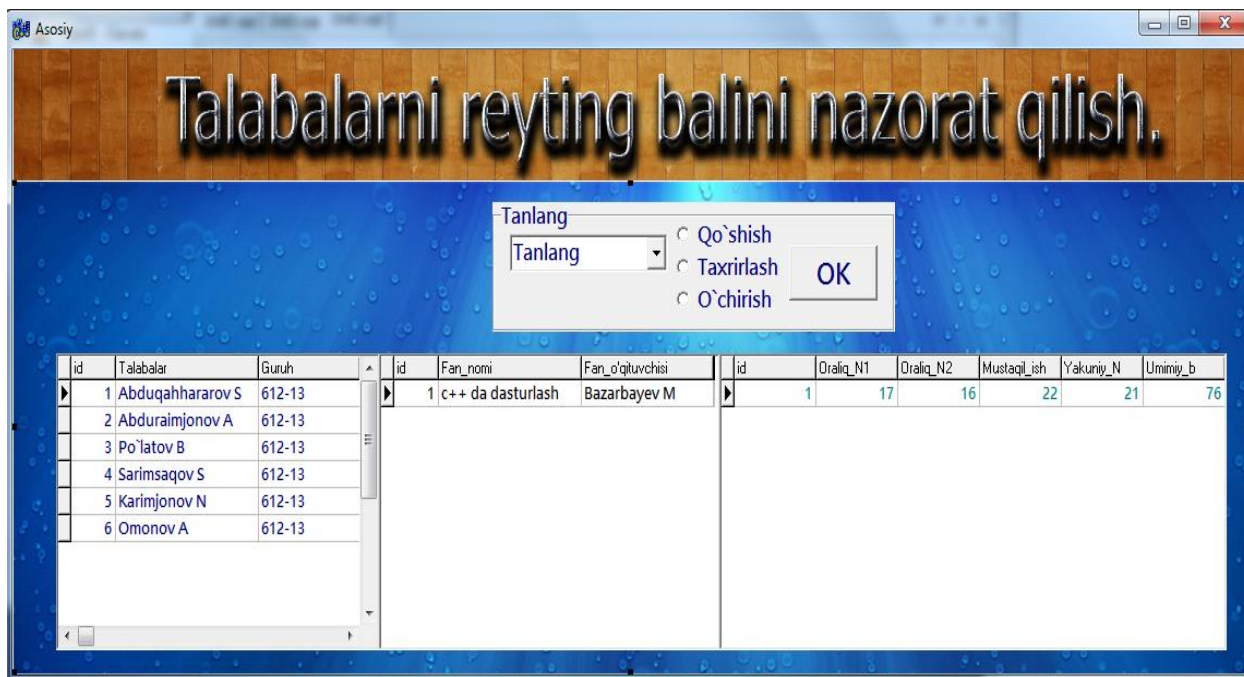 Asosiy
Talabalarni reyting balini nazorat qilish.
Tanlang
Tanlang
Qo`shish
Taxrirlash
O`chirish
OK
id Talabalar Guruh
1 Abduqahhararov S 612-13
2 Abduraimjonov A 612-13
3 Po`latov B 612-13
4 Sarimsaqov S 612-13
5 Karimjonov N 612-13
6 Omonov A 612-13
id Fan_nomi Fan_o'qituvchisi
1 c++ da dasturlash Bazarbayev M
id Oraliq_N1 Oraliq_N2 Mustaqil_ish Yakuniy_N Umimiy_b
1 17 16 22 21 76